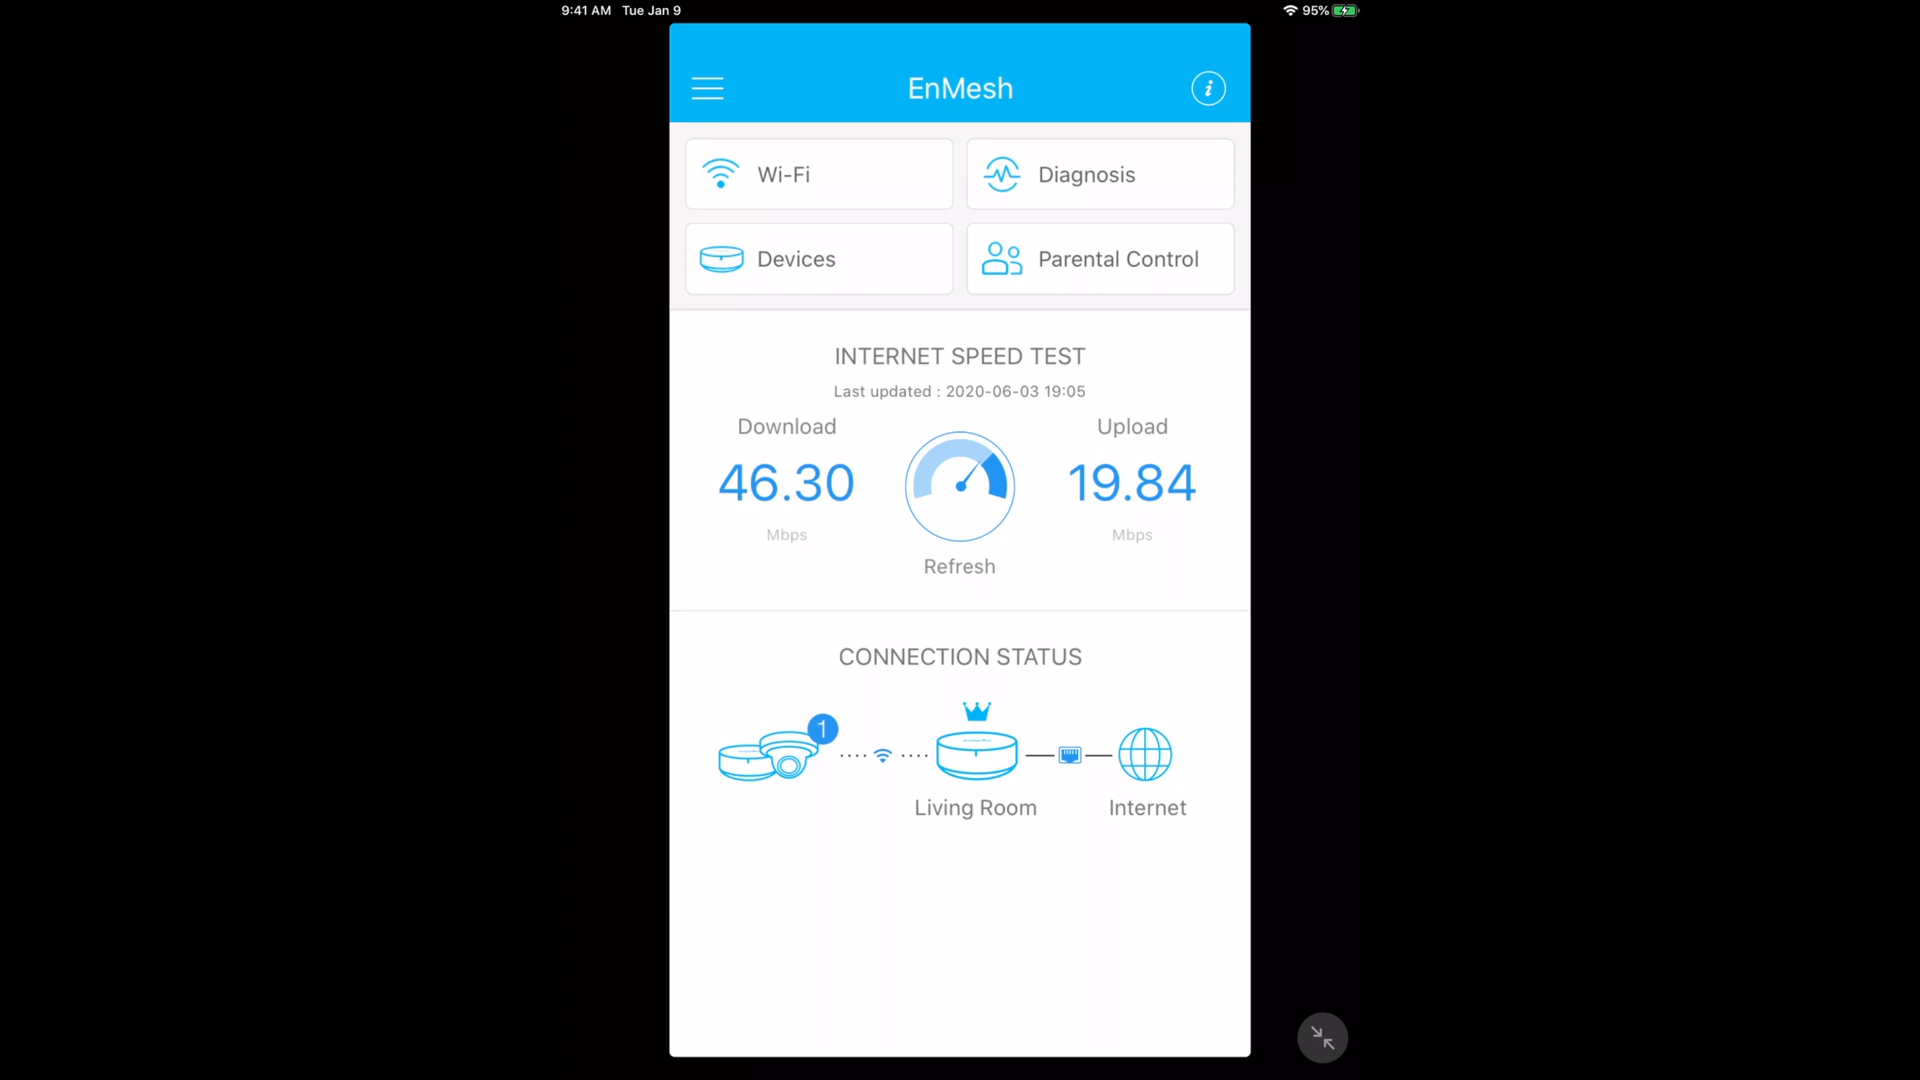 9:41 AM Tue Jan 9
95%
EnMesh
Wi-Fi
Diagnosis
Devices
Parental Control
INTERNET SPEED TEST
Last updated : 2020-06-03 19:05
Download
Upload
46.30
19.84
Mbps
Mbps
Refresh
CONNECTION STATUS
1
Living Room
Internet